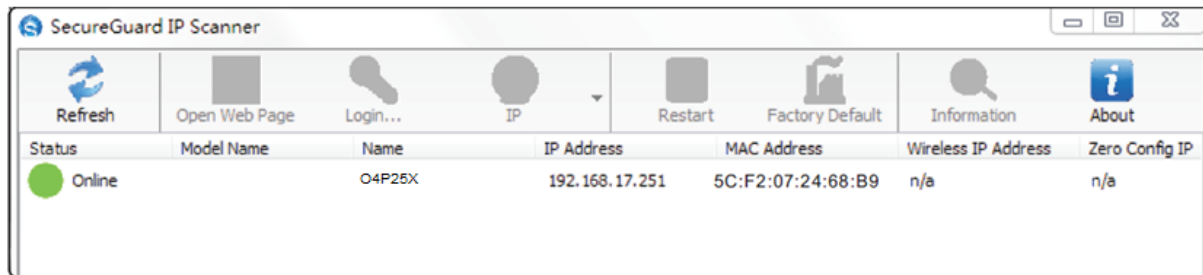 SecureGuard IP Scanner
Refresh Open Web Page Login... IP Restart Factory Default Information About
Status Model Name Name IP Address MAC Address Wireless IP Address Zero Config IP
Online O4P25X 192.168.17.251 5C:F2:07:24:68:B9 n/a n/a